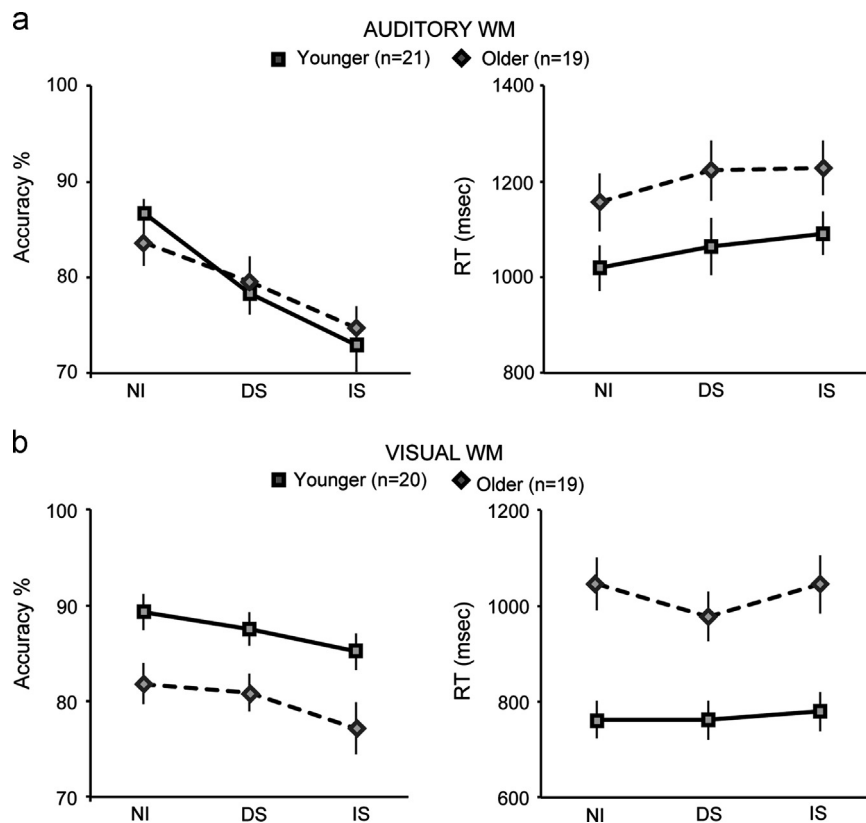 a
AUDITORY WM
Younger (n=21) Older (n=19)
Accuracy %
100
90
80
70
NI DS IS
RT (msec)
1400
1200
1000
800
NI DS IS
b
VISUAL WM
Younger (n=20) Older (n=19)
Accuracy %
100
90
80
70
NI DS IS
RT (msec)
1200
1000
800
600
NI DS IS